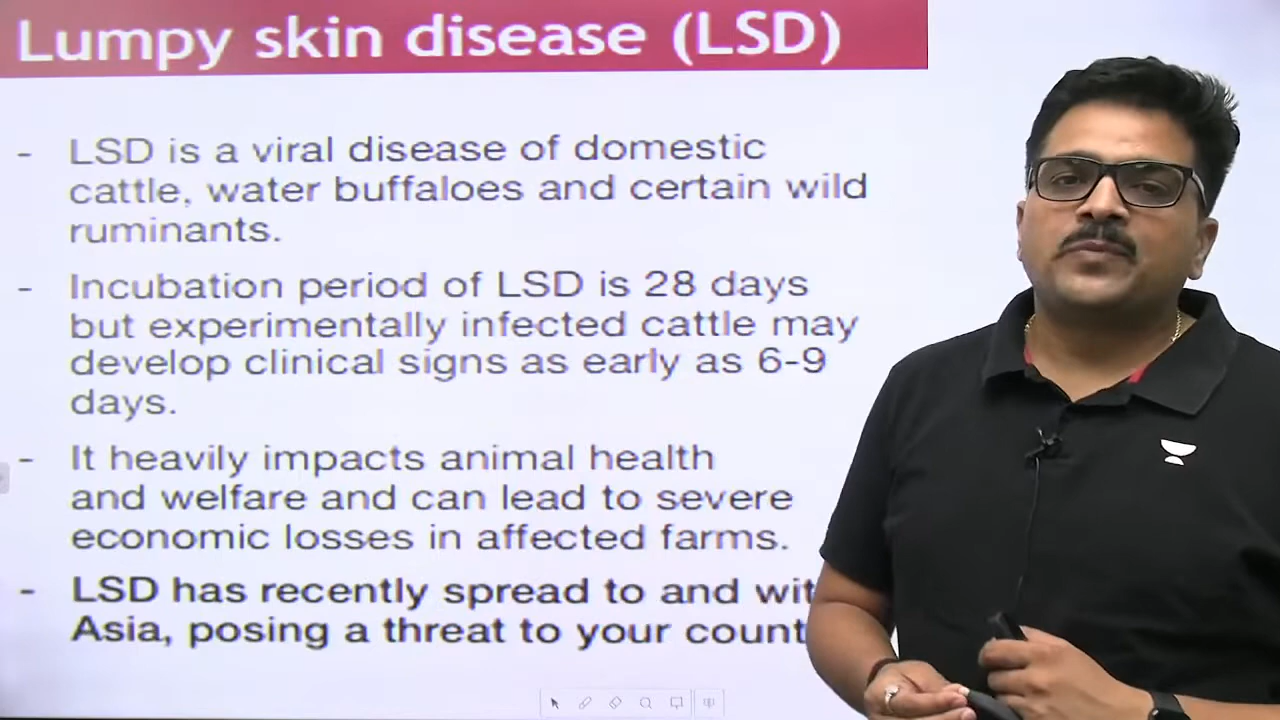 Lumpy skin disease (LSD)
- LSD is a viral disease of domestic
cattle, water buffaloes and certain wild
ruminants.
- Incubation period of LSD is 28 days
but experimentally infected cattle may
develop clinical signs as early as 6-9
days.
- It heavily impacts animal health
and welfare and can lead to severe
economic losses in affected farms.
- LSD has recently spread to and wit
Asia, posing a threat to your count